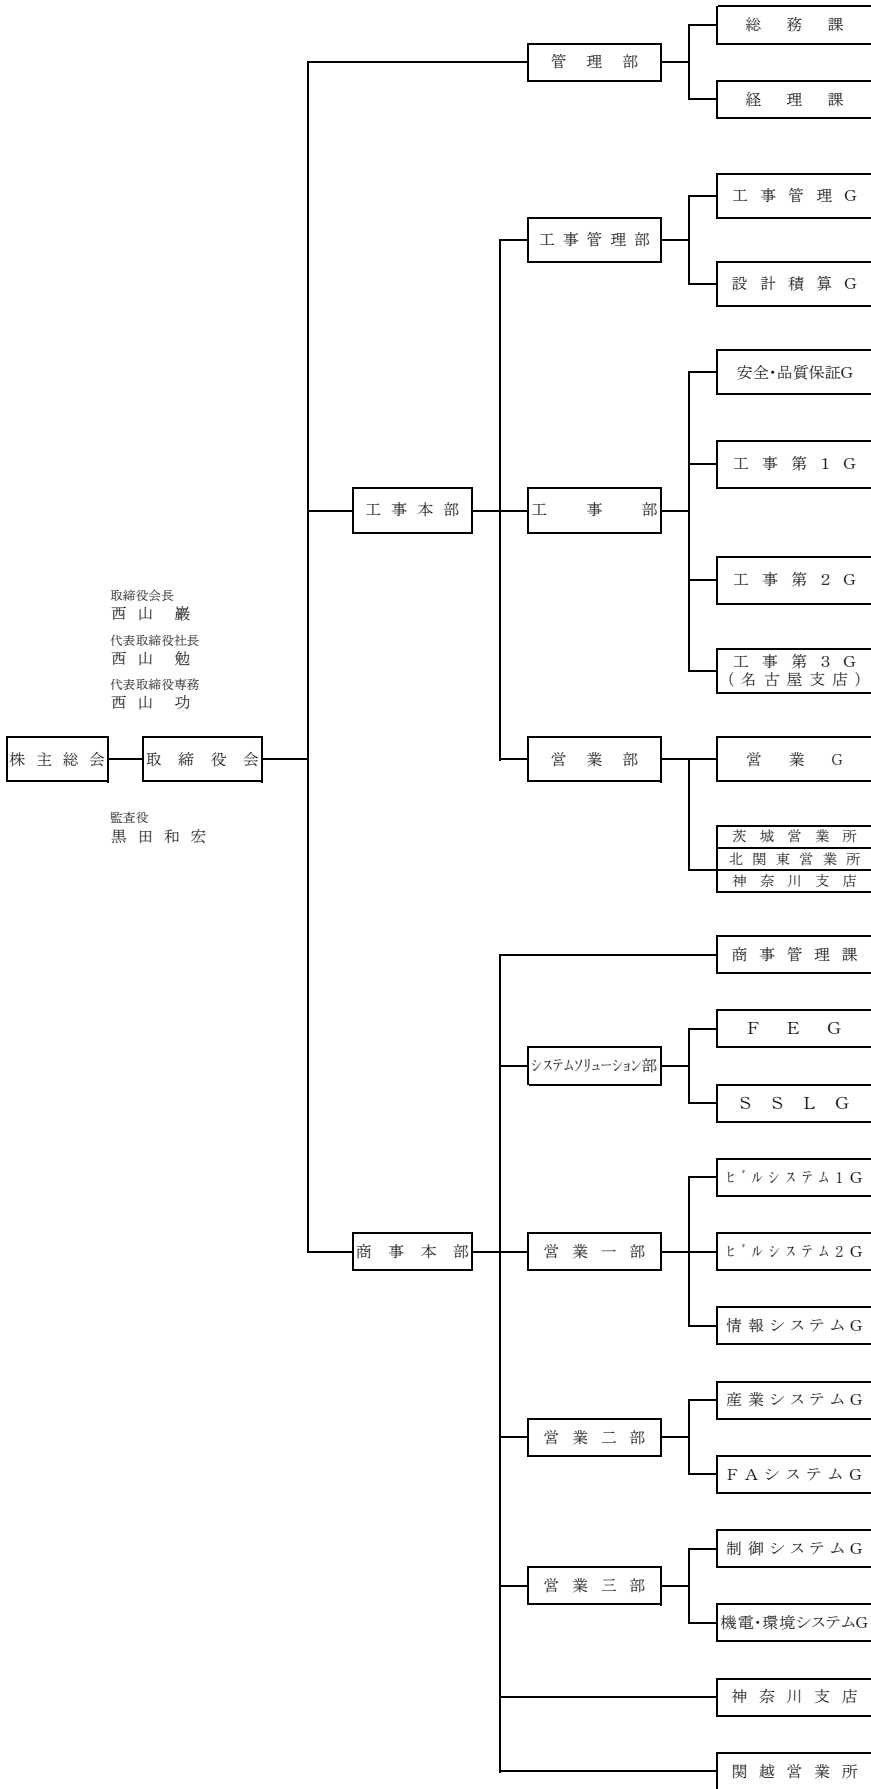 総務課
管理部
経理課
工事管理G
工事管理部
設計積算G
安全・品質保証G
工事第1G
工事本部
工事部
工事第2G
工事第3G
(名古屋支店)
取締役会長
西山 巖
代表取締役社長
西山 勉
代表取締役専務
西山 功
株主総会
取締役会
営業部
営業G
監査役
黒田和宏
茨城営業所
北関東営業所
神奈川支店
商事管理課
FEG
システムソリューション部
SSLG
ビルシステム1G
商事本部
営業一部
ビルシステム2G
情報システムG
産業システムG
営業二部
FAシステムG
制御システムG
営業三部
機電・環境システムG
神奈川支店
関越営業所